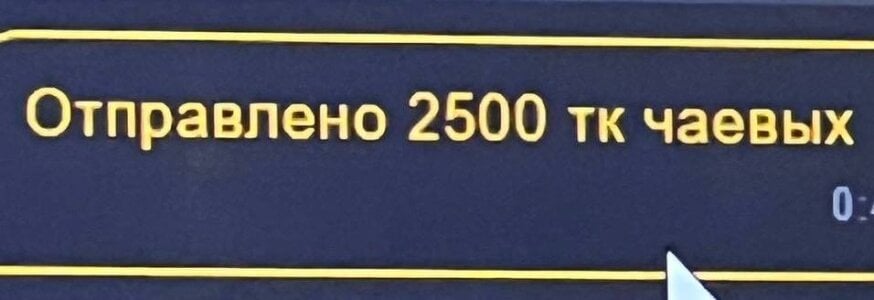 Отправлено 2500 тк чаевых